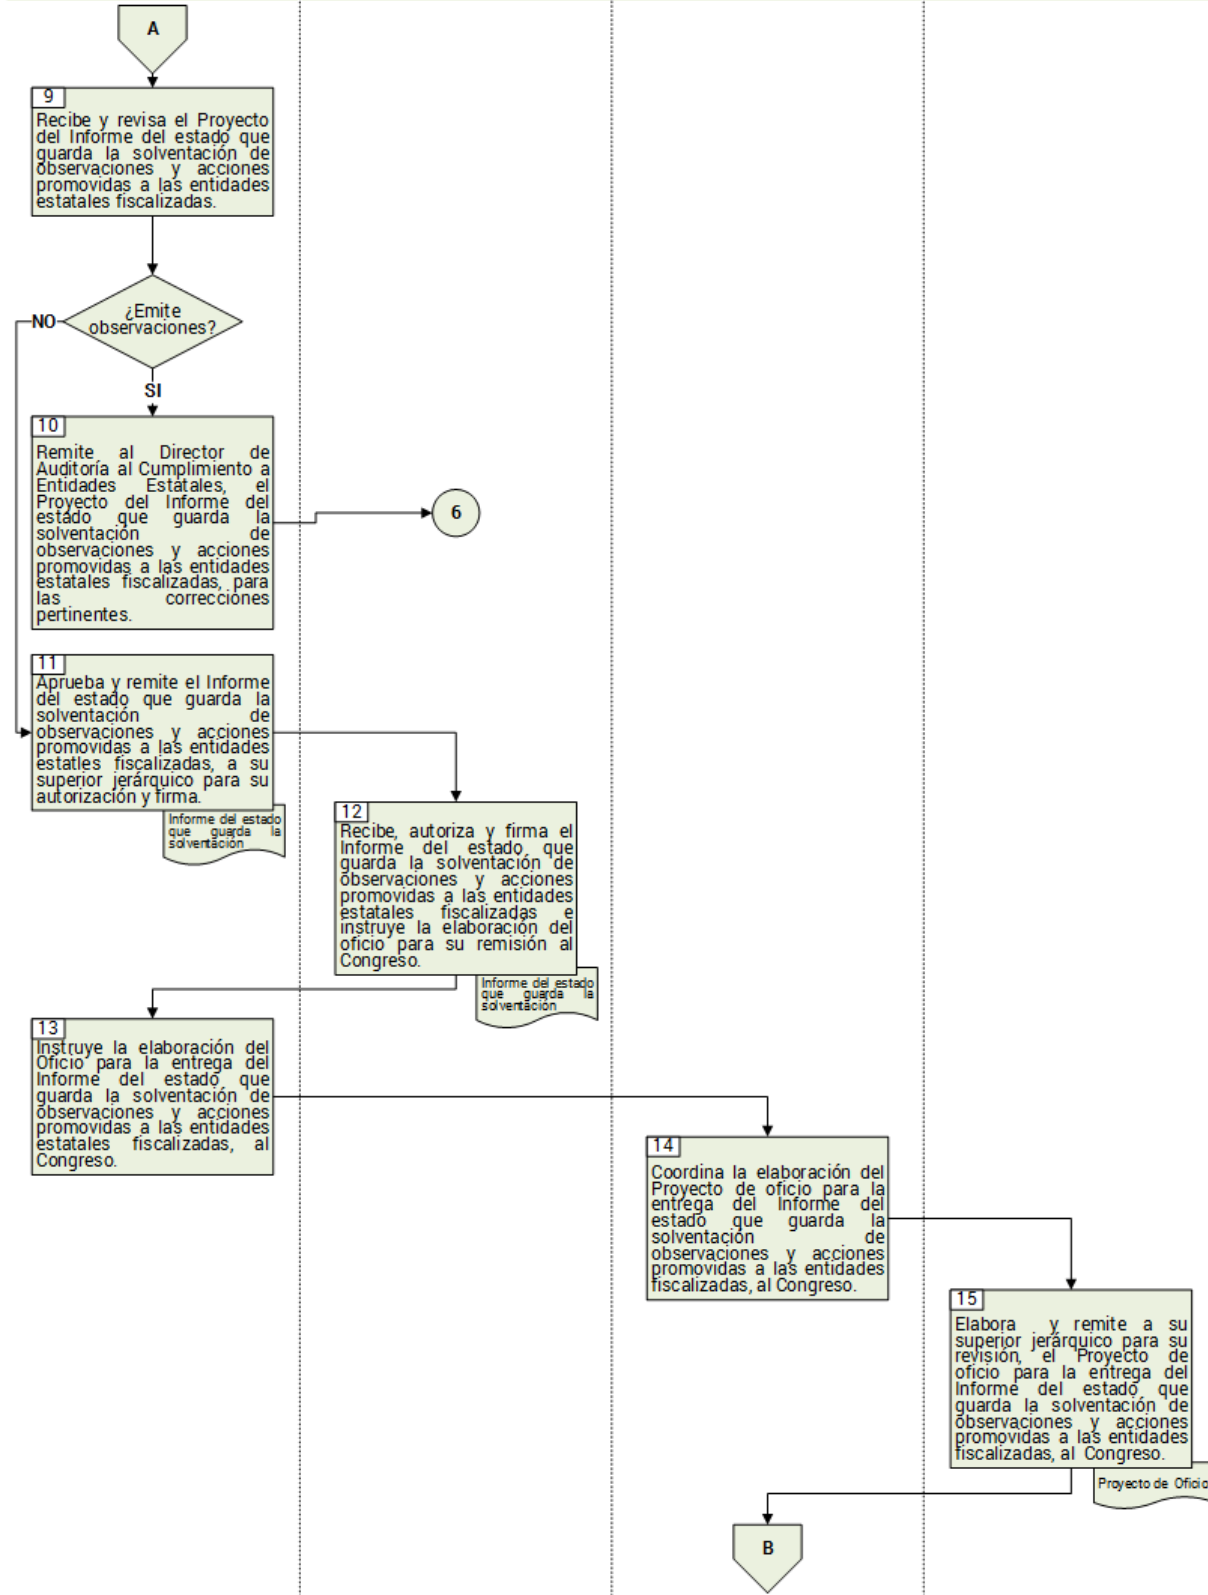 A
9
Recibe y revisa el Proyecto
del Informe del estado que
guarda la solventación de
observaciones y acciones
promovidas a las entidades
estatales fiscalizadas.
¿Emite
observaciones?
NO
SI
10
Remite al Director de
Auditoría al Cumplimiento a
Entidades Estatales, el
Proyecto del Informe del
estado que guarda la
solventación de
observaciones y acciones
promovidas a las entidades
estatales fiscalizadas, para
las correcciones
pertinentes.
6
11
Aprueba y remite el Informe
del estado que guarda la
solventación de
observaciones y acciones
promovidas a las entidades
estatles fiscalizadas, a su
superior jerárquico para su
autorización y firma.
Informe del estado
que guarda la
solventación
12
Recibe, autoriza y firma el
Informe del estado que
guarda la solventación de
observaciones y acciones
promovidas a las entidades
estatales fiscalizadas e
instruye la elaboración del
oficio para su remisión al
Congreso.
Informe del estado
que guarda la
solventación
13
Instruye la elaboración del
Oficio para la entrega del
Informe del estado que
guarda la solventación de
observaciones y acciones
promovidas a las entidades
estatales fiscalizadas, al
Congreso.
14
Coordina la elaboración del
Proyecto de oficio para la
entrega del Informe del
estado que guarda la
solventación de
observaciones y acciones
promovidas a las entidades
fiscalizadas, al Congreso.
15
Elabora y remite a su
superior jerárquico para su
revisión, el Proyecto de
oficio para la entrega del
Informe del estado que
guarda la solventación de
observaciones y acciones
promovidas a las entidades
fiscalizadas, al Congreso.
Proyecto de Oficio
B